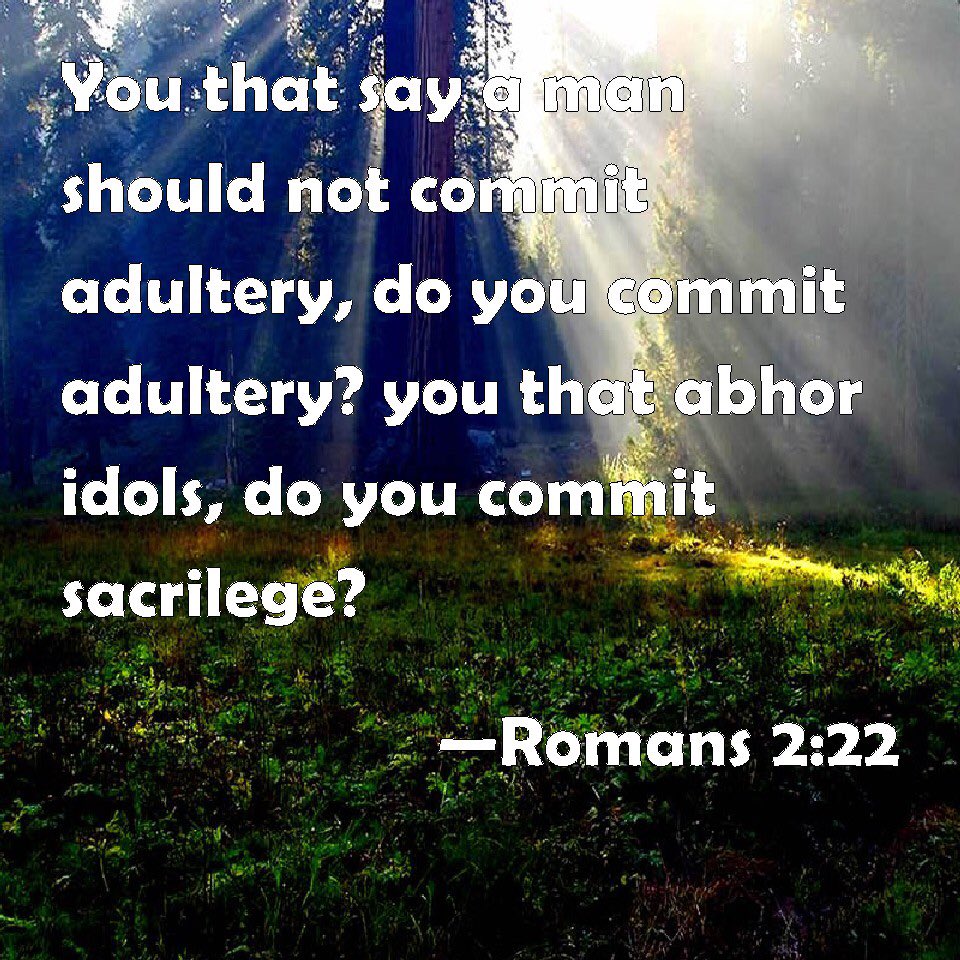 You that say a man
should not commit
adultery, do you commit
adultery? you that abhor
idols, do you commit
sacrilege?
—Romans 2:22